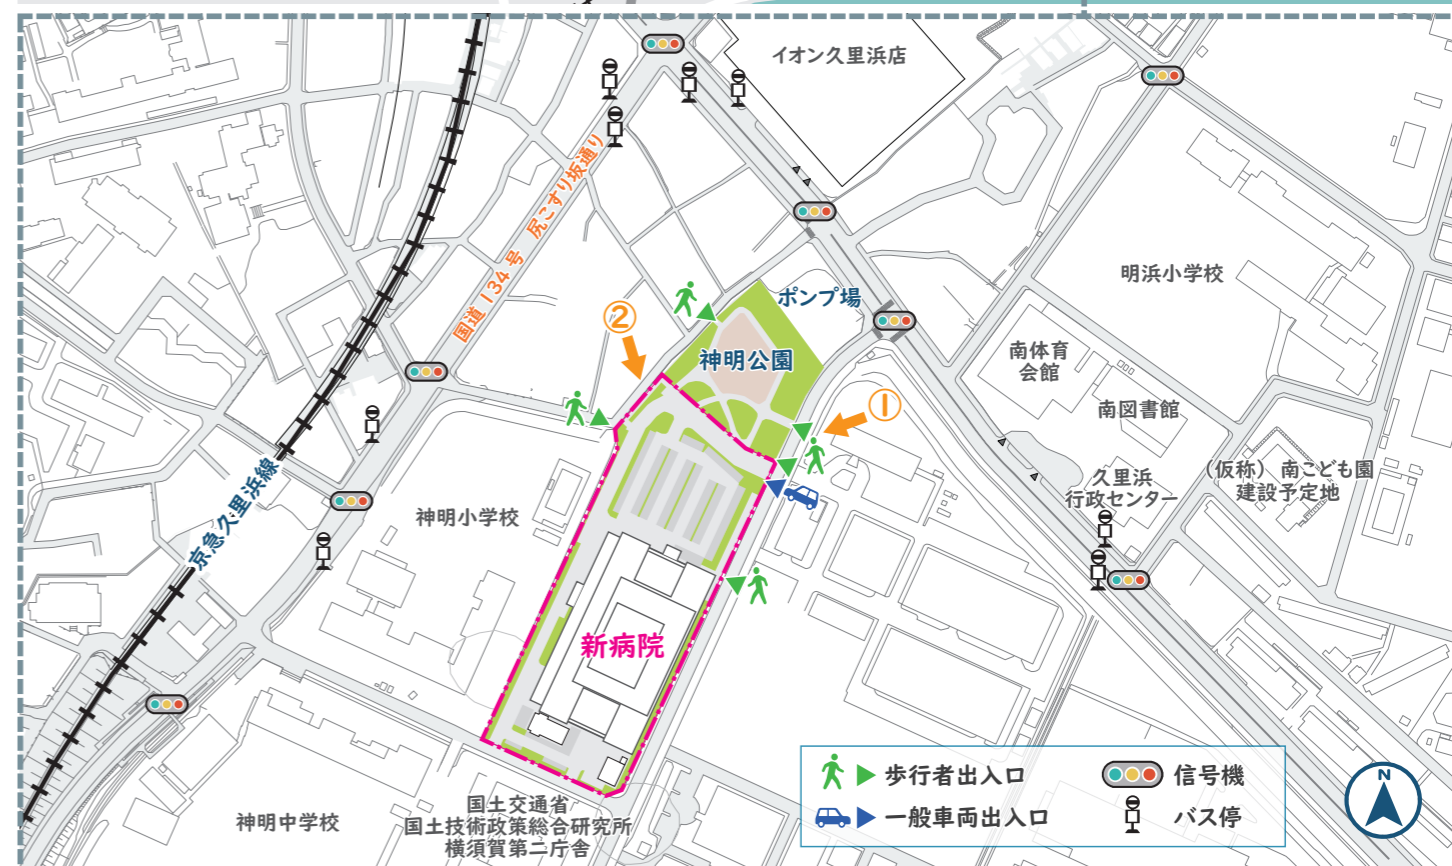 イオン久里浜店
国道134号 尻こすり坂通り
明浜小学校
ポンプ場
②
神明公園
南体育
会館
①
南図書館
(仮称) 南こども園
建設予定地
久里浜
行政センター
京急久里浜線
神明小学校
新病院
神明中学校
国土交通省
国土技術政策総合研究所
横須賀第二庁舎
歩行者出入口
信号機
一般車両出入口
バス停
N